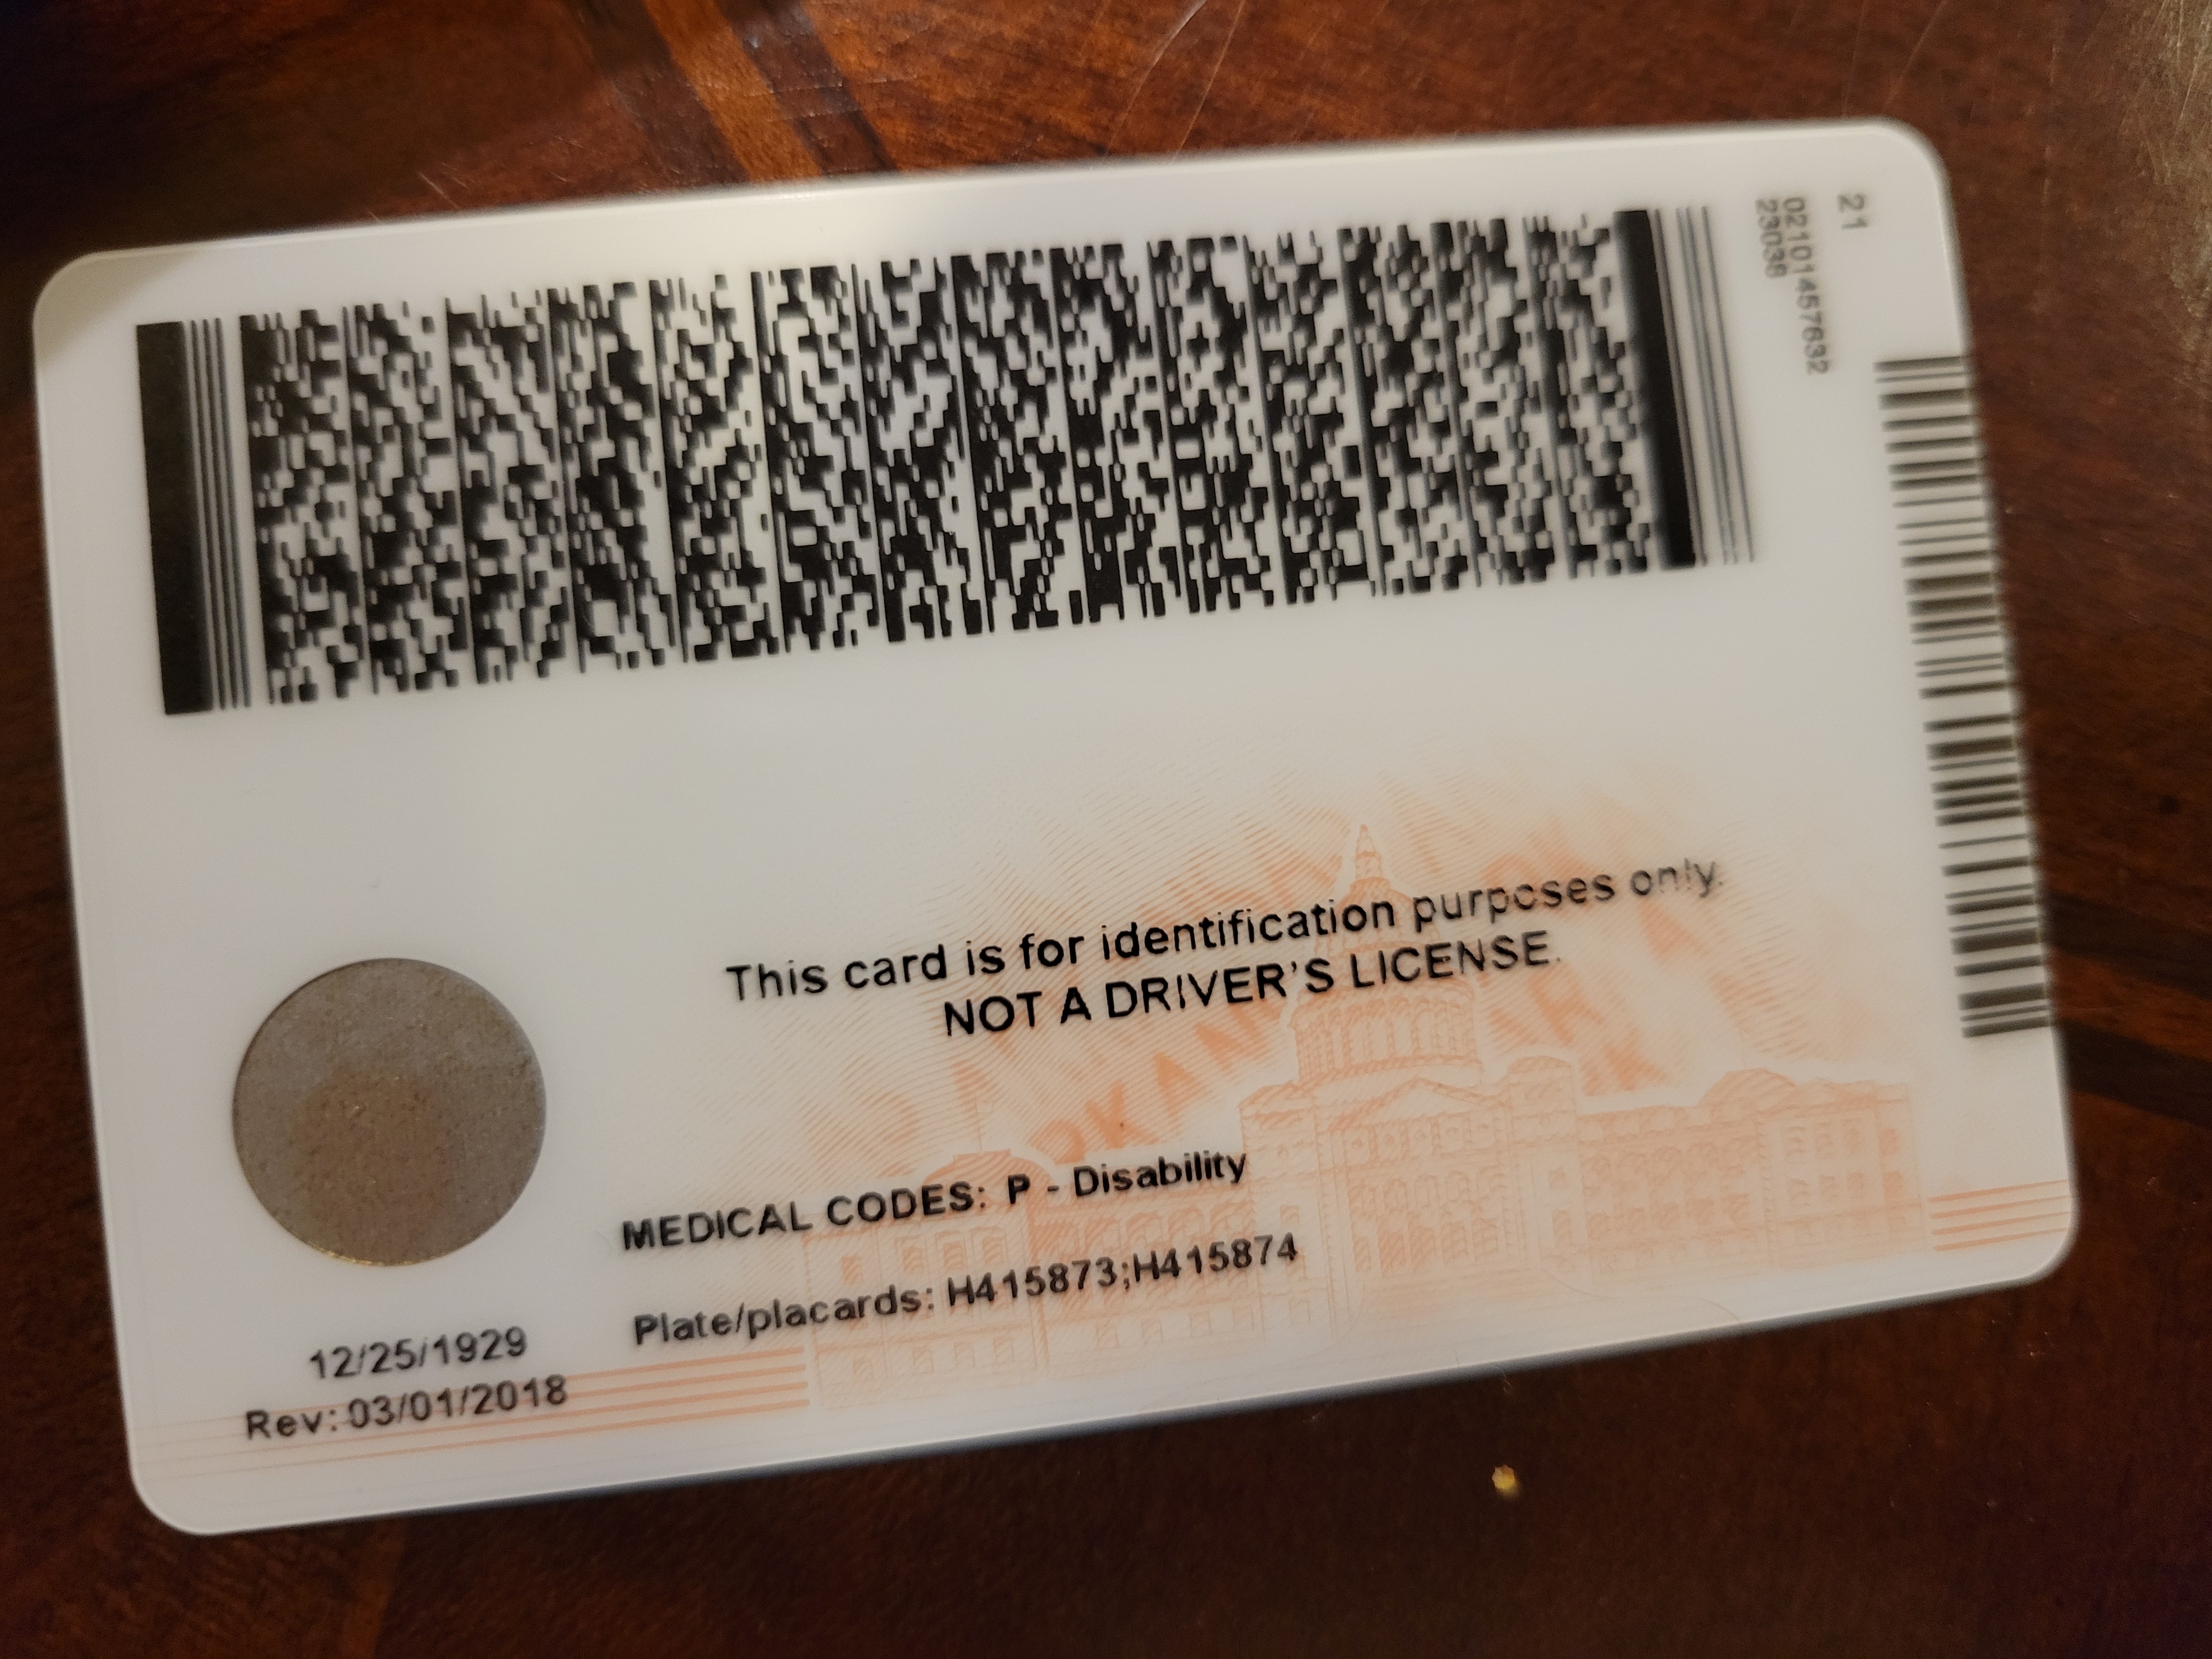 21
02101457632
23036
This card is for identification purposes only.
NOT A DRIVER'S LICENSE.
MEDICAL CODES: P - Disability
Plate/placards: H415873;H415874
12/25/1929
Rev: 03/01/2018